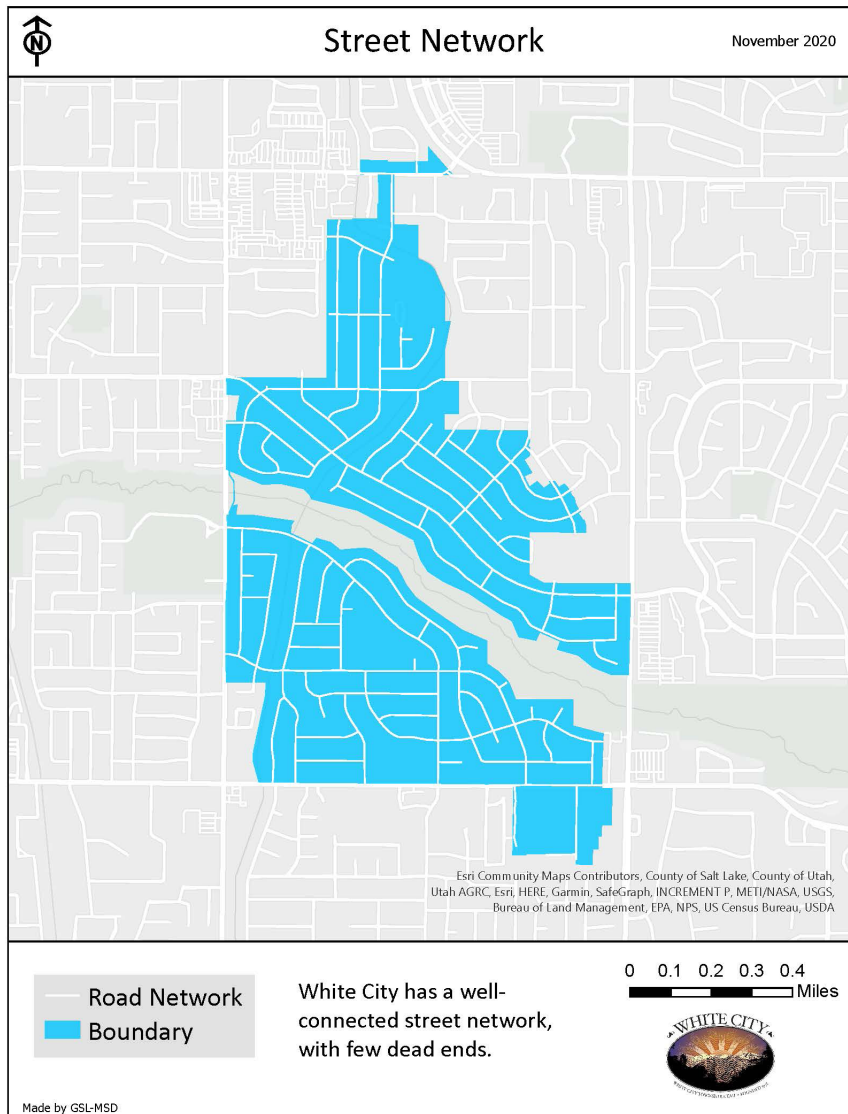 N
Street Network
November 2020
Esri Community Maps Contributors, County of Salt Lake, County of Utah,
Utah AGRC, Esri, HERE, Garmin, SafeGraph, INCREMENT P, METI/NASA, USGS,
Bureau of Land Management, EPA, NPS, US Census Bureau, USDA
Road Network
Boundary
White City has a well-
connected street network,
with few dead ends.
0 0.1 0.2 0.3 0.4
Miles
WHITE CITY
Made by GSL-MSD